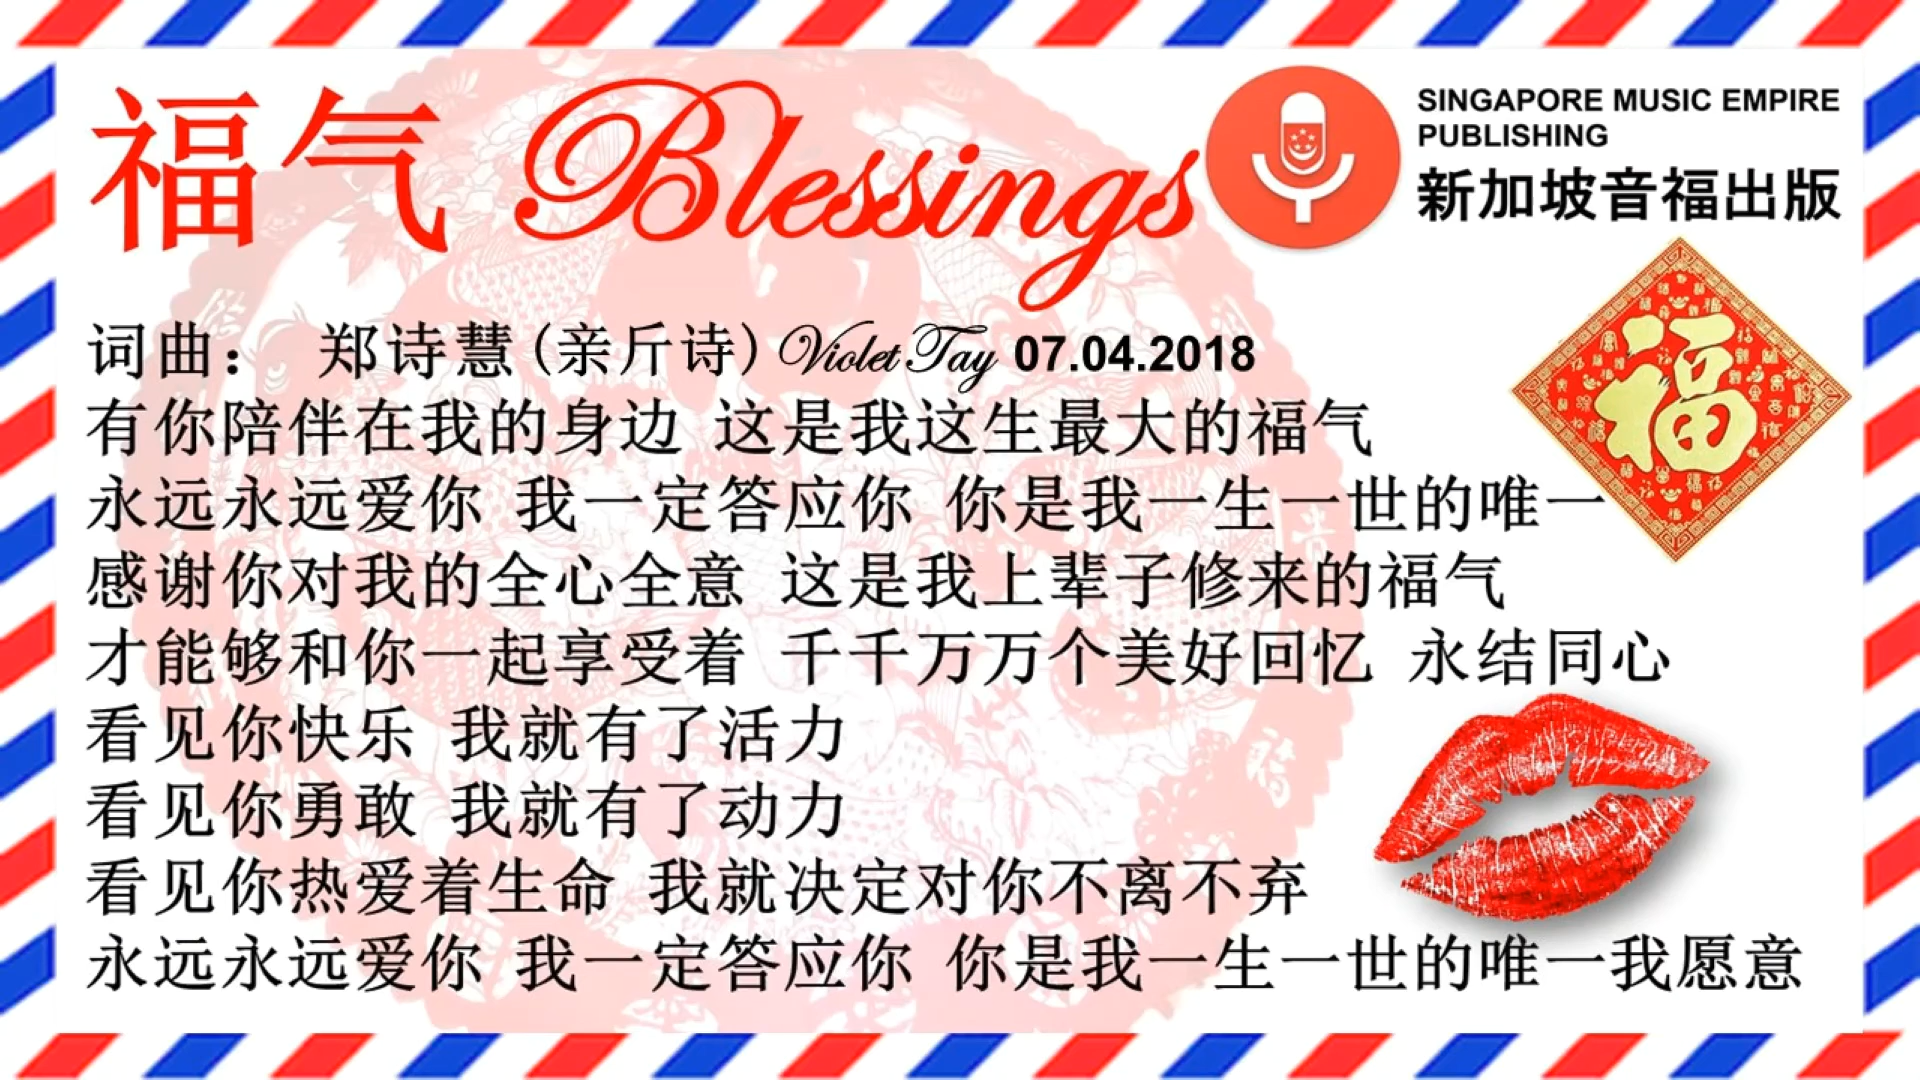 福气 Blessings
SINGAPORE MUSIC EMPIRE
PUBLISHING
新加坡音福出版
福
词曲： 郑诗慧(亲斤诗) Violet Tay 07.04.2018
有你陪伴在我的身边 这是我这生最大的福气
永远永远爱你 我一定答应你 你是我一生一世的唯一
感谢你对我的全心全意 这是我上辈子修来的福气
才能够和你一起享受着 千千万万个美好回忆 永结同心
看见你快乐 我就有了活力
看见你勇敢 我就有了动力
看见你热爱着生命 我就决定对你不离不弃
永远永远爱你 我一定答应你 你是我一生一世的唯一我愿意